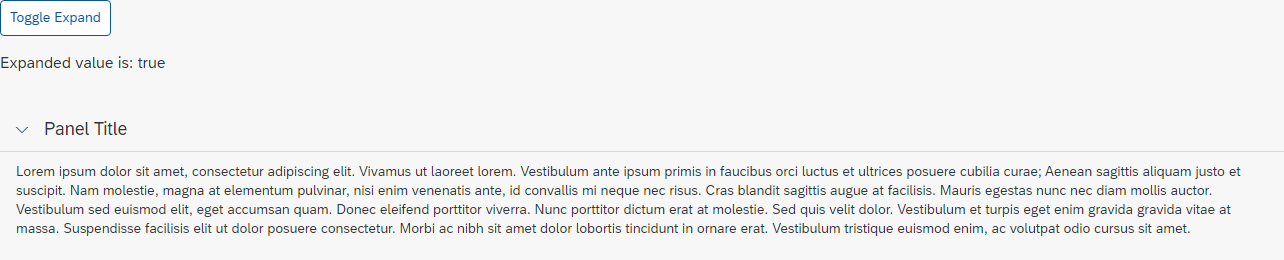 Toggle Expand
Expanded value is: true
Panel Title
Lorem ipsum dolor sit amet, consectetur adipiscing elit. Vivamus ut laoreet lorem. Vestibulum ante ipsum primis in faucibus orci luctus et ultrices posuere cubilia curae; Aenean sagittis aliquam justo et
suscipit. Nam molestie, magna at elementum pulvinar, nisi enim venenatis ante, id convallis mi neque nec risus. Cras blandit sagittis augue at facilisis. Mauris egestas nunc nec diam mollis auctor.
Vestibulum sed euismod elit, eget accumsan quam. Donec eleifend porttitor viverra. Nunc porttitor dictum erat at molestie. Sed quis velit dolor. Vestibulum et turpis eget enim gravida gravida vitae at
massa. Suspendisse facilisis elit ut dolor posuere consectetur. Morbi ac nibh sit amet dolor lobortis tincidunt in ornare erat. Vestibulum tristique euismod enim, ac volutpat odio cursus sit amet.